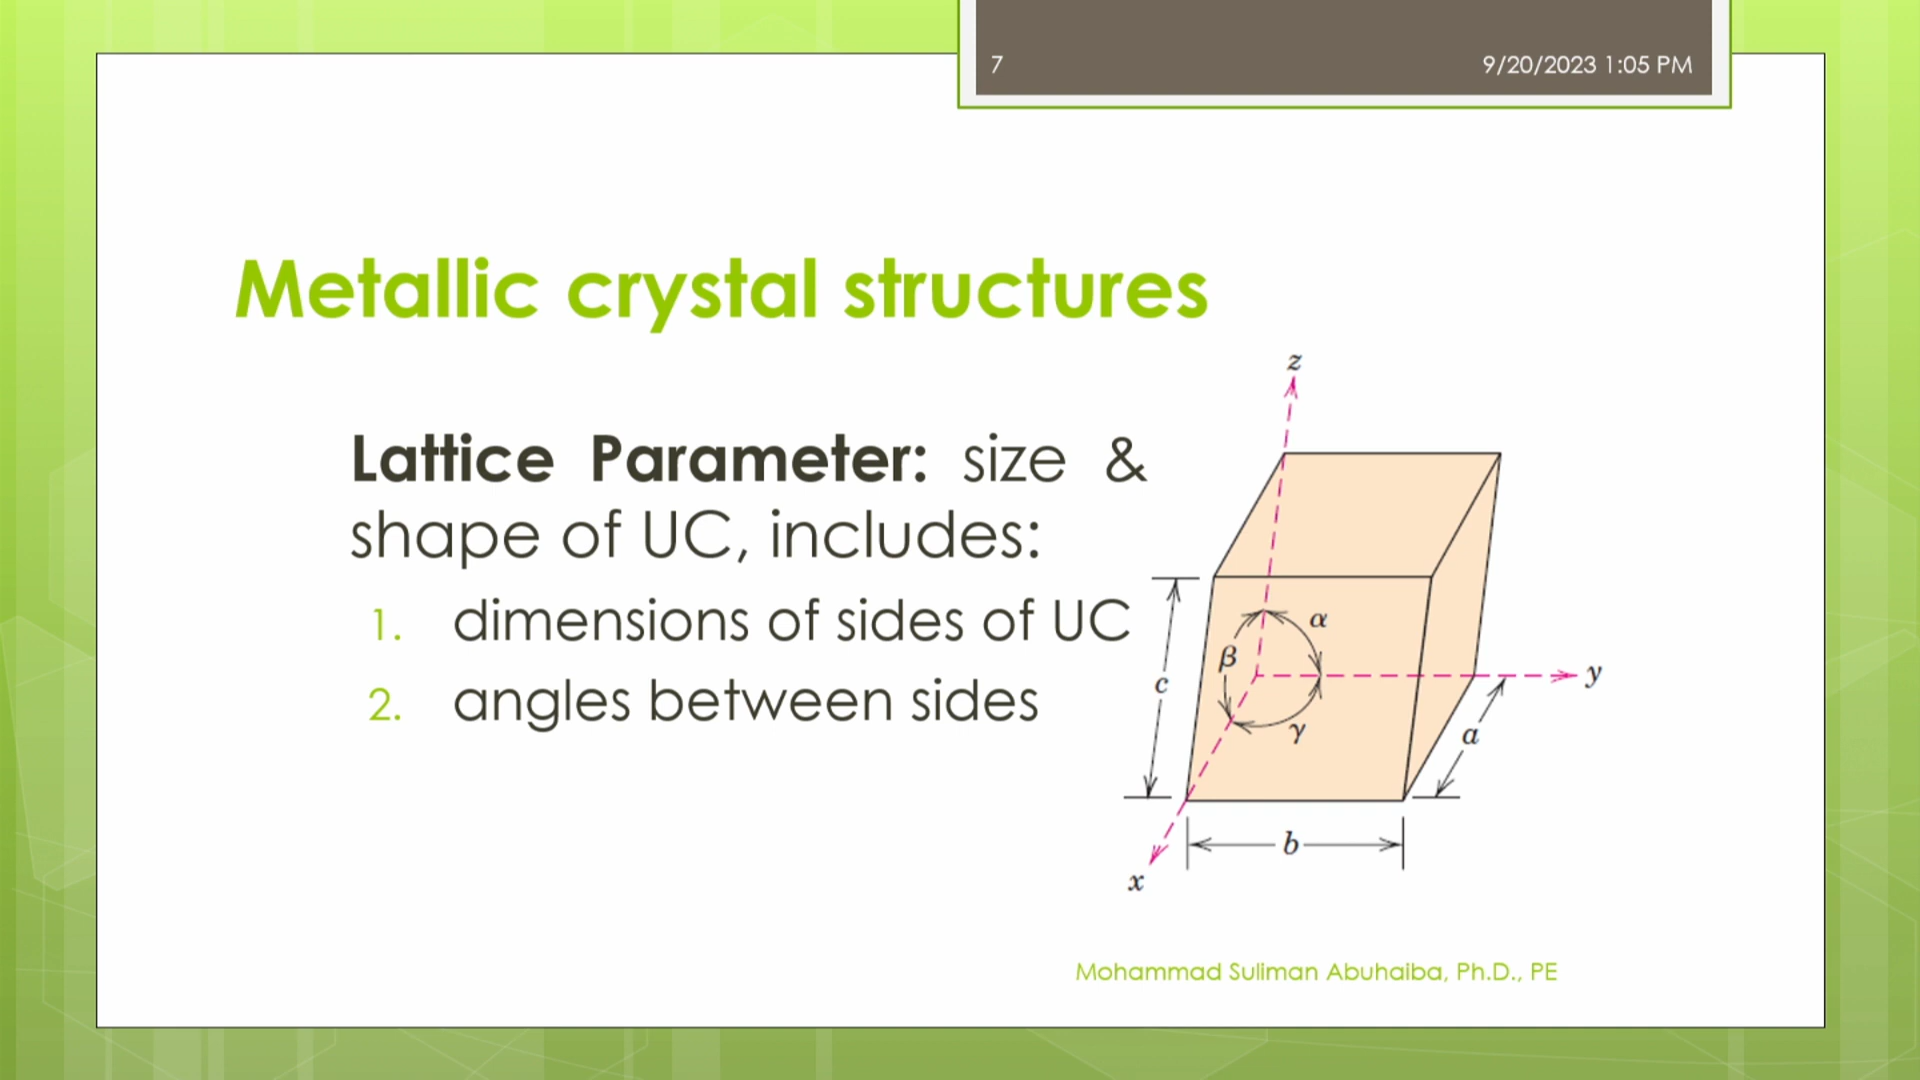 7
9/20/2023 1:05 PM
Metallic crystal structures
Lattice Parameter: size &
shape of UC, includes:
1. dimensions of sides of UC
2. angles between sides
z
α
β
y
c
γ
a
b
x
Mohammad Suliman Abuhaiba, Ph.D., PE